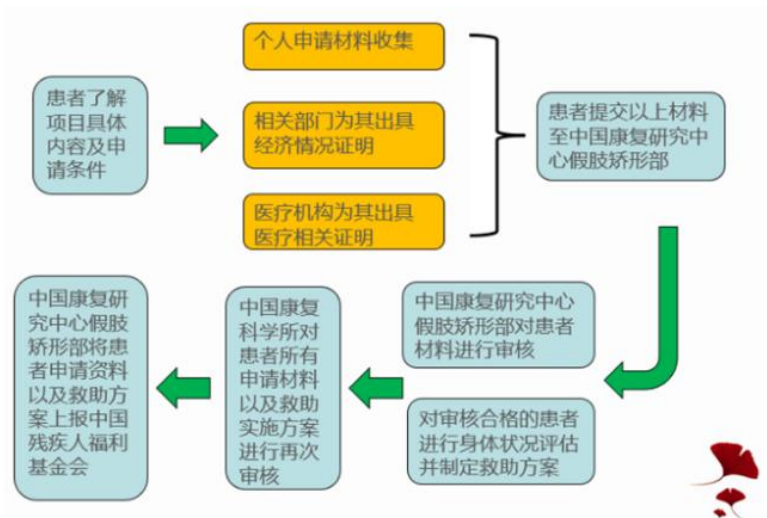 患者了解
项目具体
内容及申
请条件
个人申请材料收集
相关部门为其出具
经济情况证明
医疗机构为其出具
医疗相关证明
患者提交以上材料
至中国康复研究中
心假肢矫形部
中国康复研究中心
假肢矫形部对患者
材料进行审核
对审核合格的患者
进行身体状况评估
并制定救助方案
中国康复
科学所对
患者所有
申请材料
以及救助
实施方案
进行再次
审核
中国康复研
究中心假肢
矫形部将患
者申请资料
以及救助方
案上报中国
残疾人福利
基金会